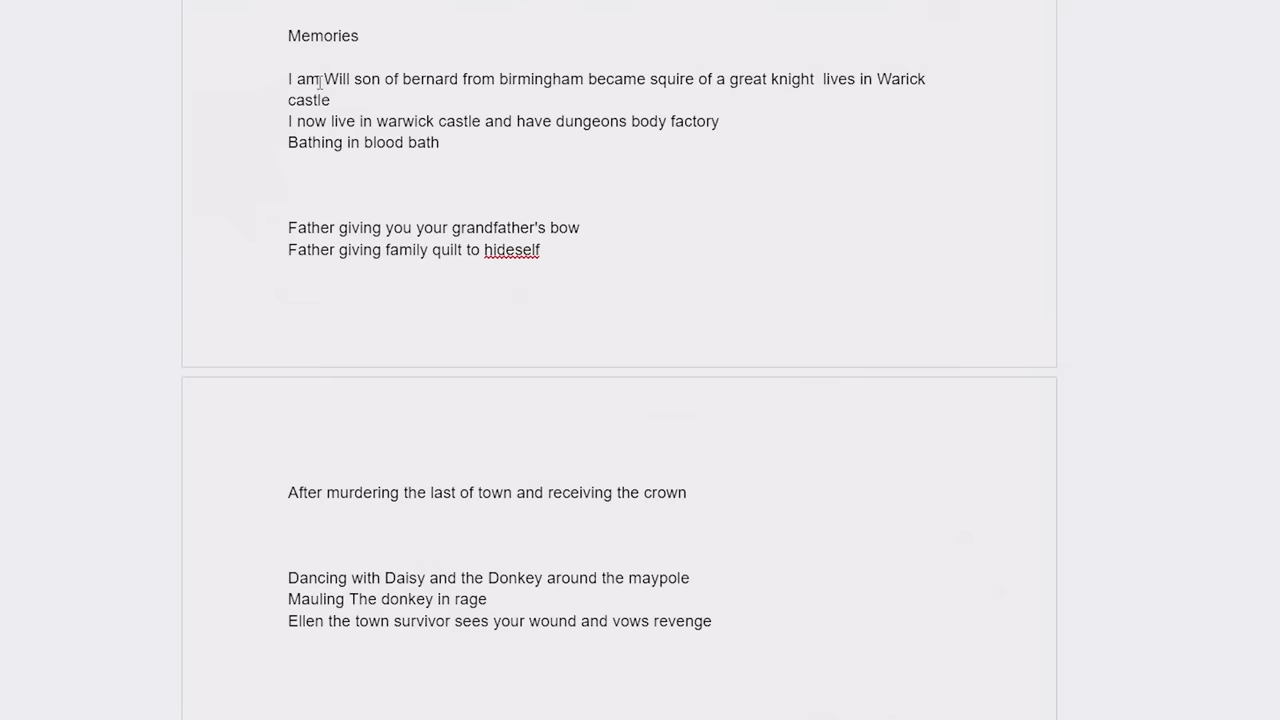 Memories
I am Will son of bernard from birmingham became squire of a great knight  lives in Warick
castle
I now live in warwick castle and have dungeons body factory
Bathing in blood bath
Father giving you your grandfather's bow
Father giving family quilt to hideself
After murdering the last of town and receiving the crown
Dancing with Daisy and the Donkey around the maypole
Mauling The donkey in rage
Ellen the town survivor sees your wound and vows revenge